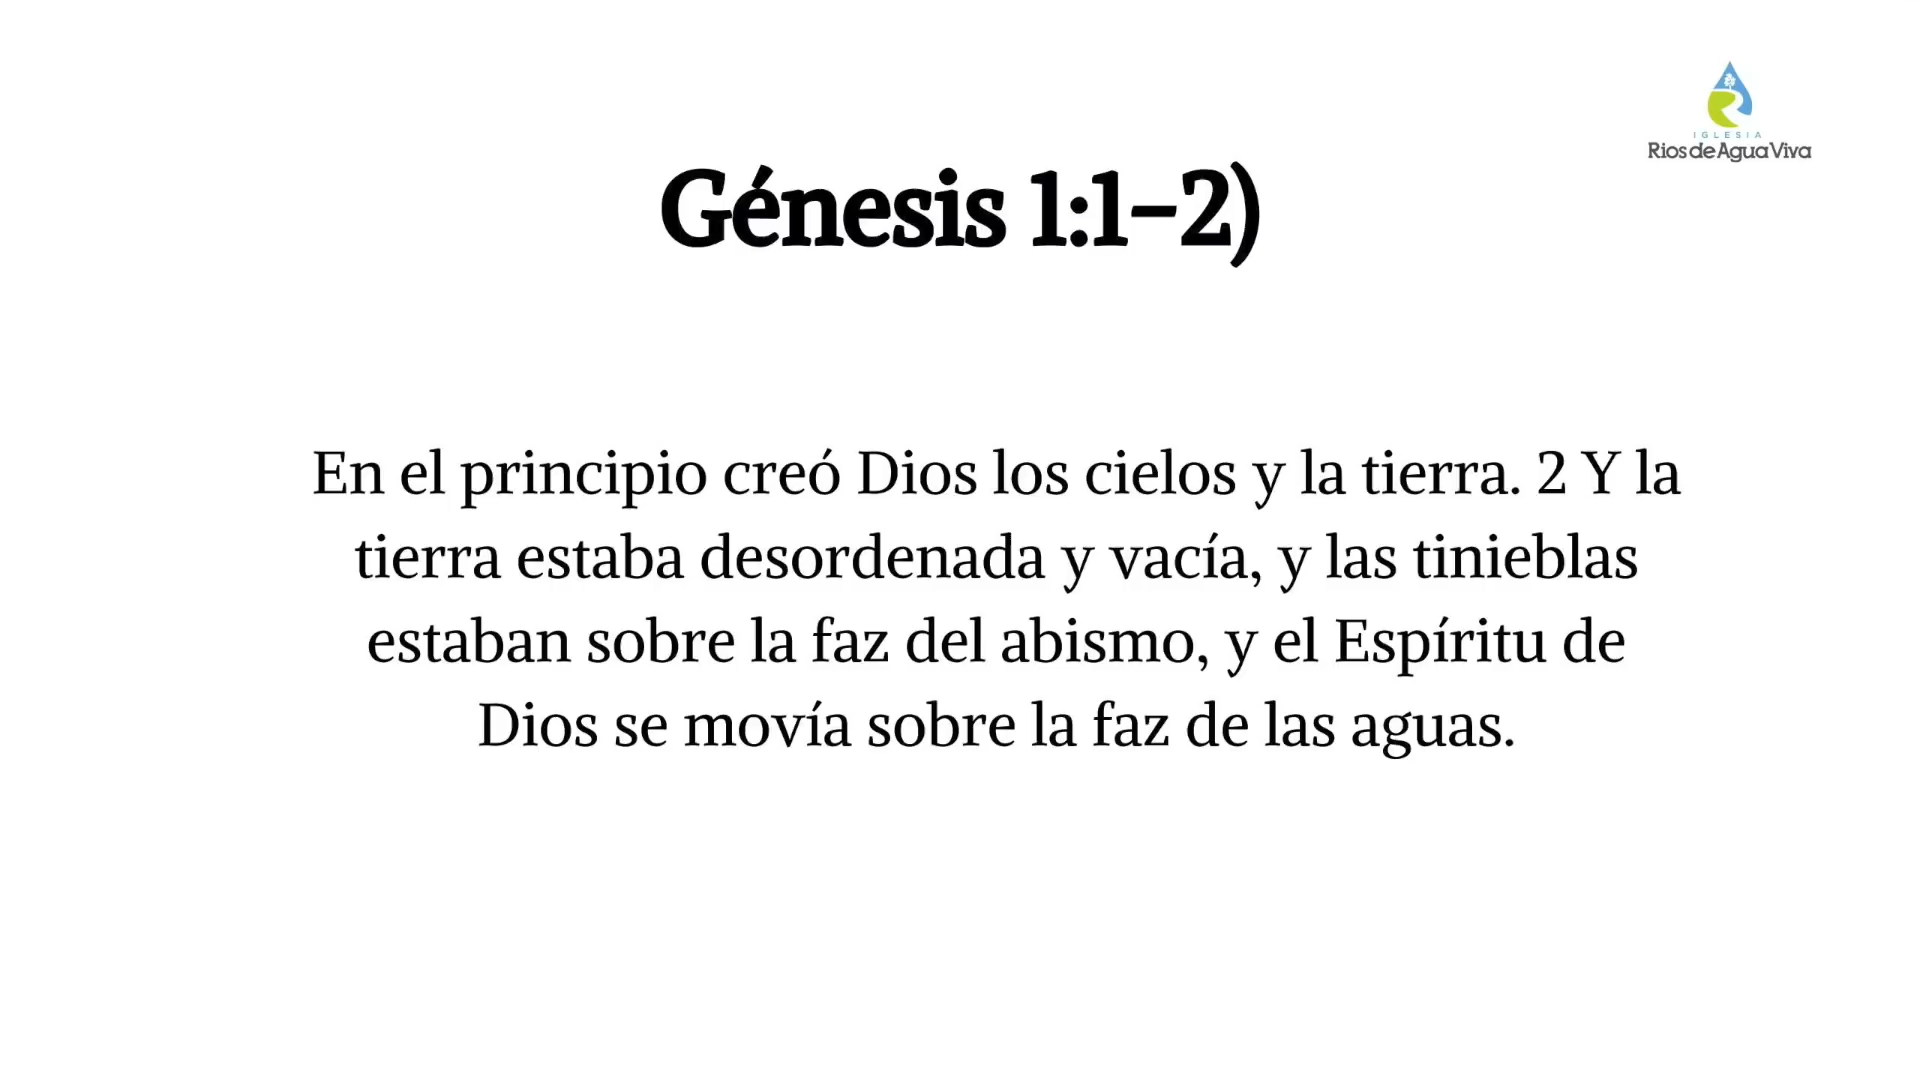 IGLESIA
Rios de Agua Viva
Génesis 1:1–2)
En el principio creó Dios los cielos y la tierra. 2 Y la
tierra estaba desordenada y vacía, y las tinieblas
estaban sobre la faz del abismo, y el Espíritu de
Dios se movía sobre la faz de las aguas.